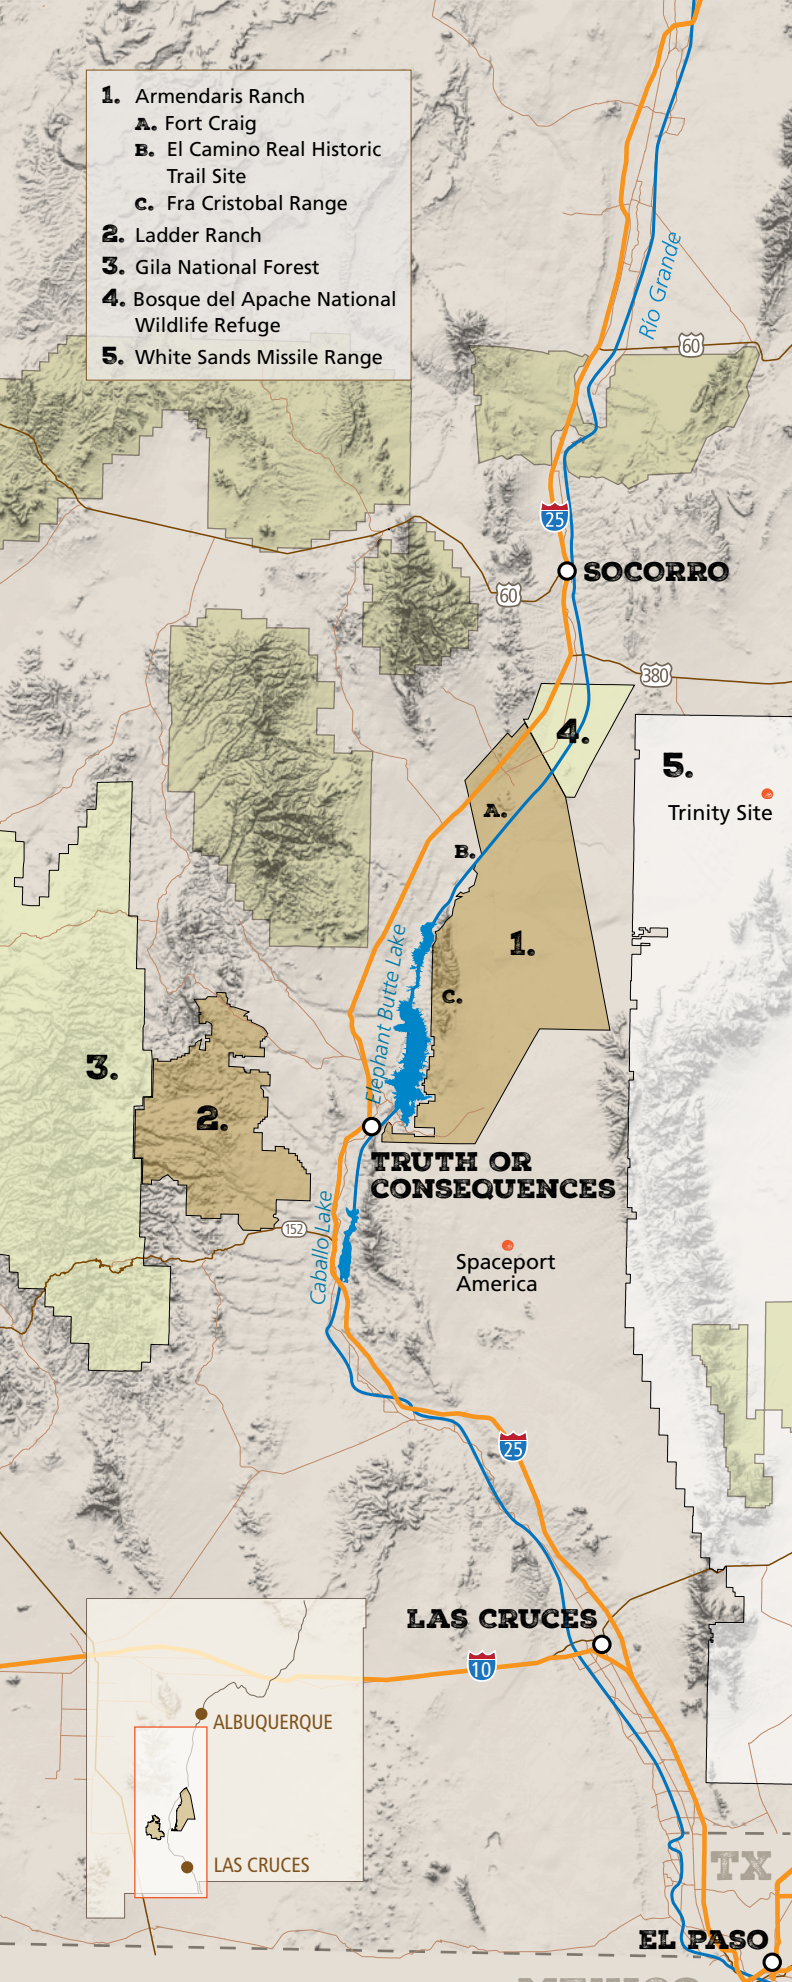 1. Armendaris Ranch
A. Fort Craig
B. El Camino Real Historic
Trail Site
C. Fra Cristobal Range
2. Ladder Ranch
3. Gila National Forest
4. Bosque del Apache National
Wildlife Refuge
5. White Sands Missile Range
Río Grande
60
25
SOCORRO
60
380
4.
5.
Trinity Site
A.
B.
1.
Elephant Butte Lake
C.
3.
2.
TRUTH OR
CONSEQUENCES
Caballo Lake
152
Spaceport
America
25
LAS CRUCES
10
ALBUQUERQUE
LAS CRUCES
TX
EL PASO
MEXICO